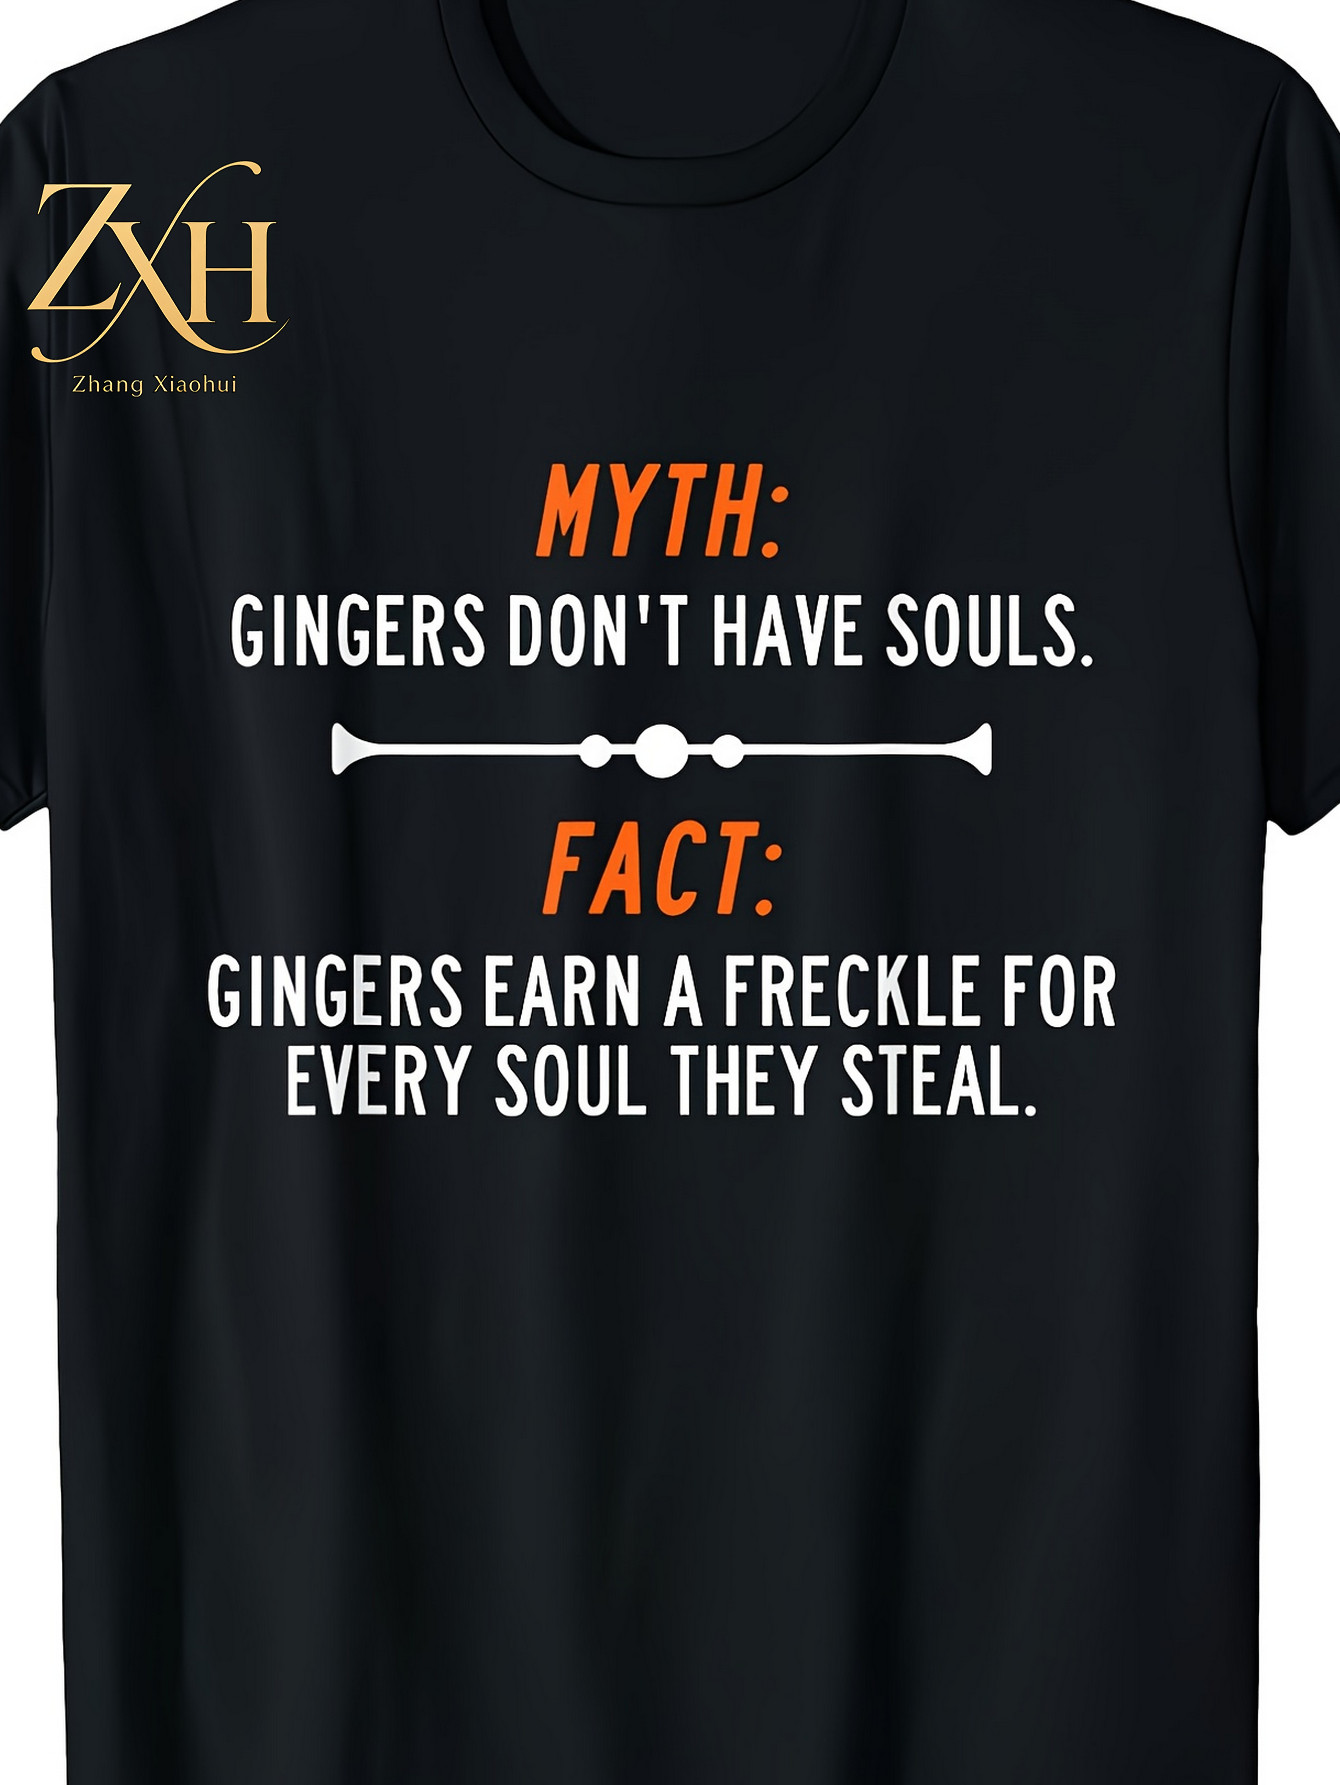 ZXH
Zhang Xiaohui
MYTH:
GINGERS DON'T HAVE SOULS.
FACT:
GINGERS EARN A FRECKLE FOR
EVERY SOUL THEY STEAL.